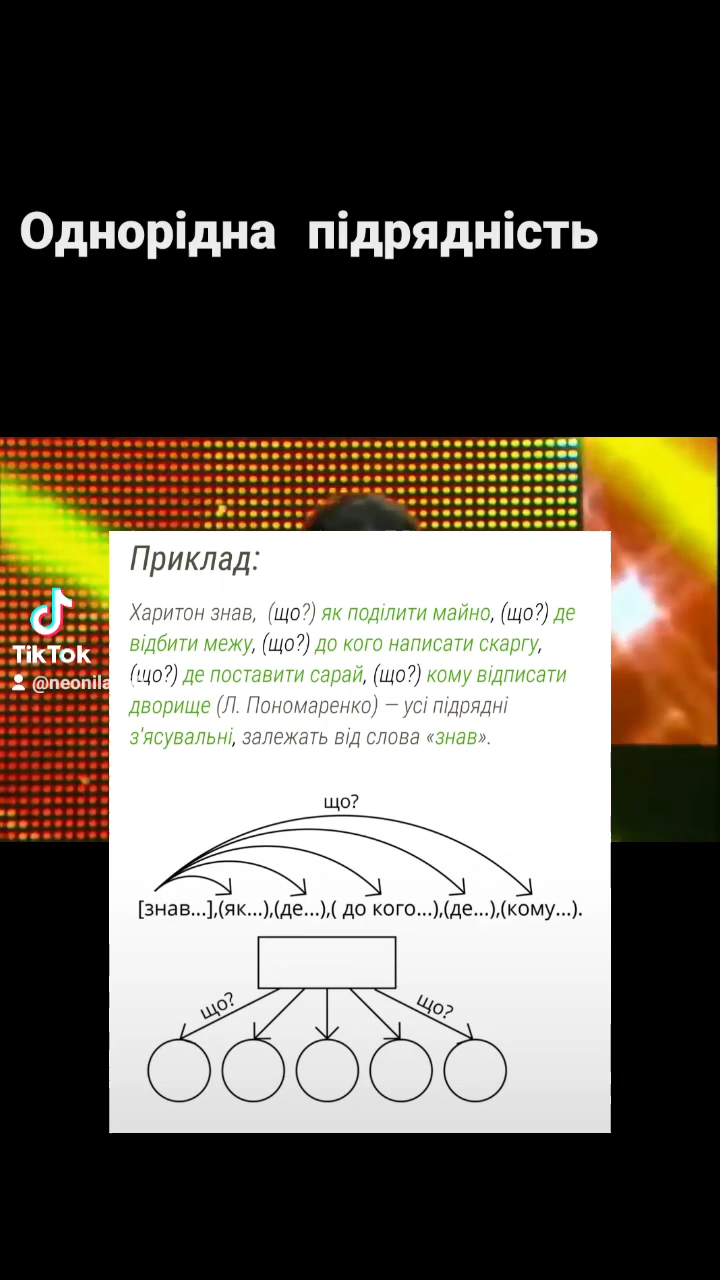 Однорідна підрядність
TikTok
@neonila
Приклад:
Харитон знав, (що?) як поділити майно, (що?) де
відбити межу, (що?) до кого написати скаргу,
(що?) де поставити сарай, (що?) кому відписати
дворище (Л. Пономаренко) — усі підрядні
з'ясувальні, залежать від слова «знав».
що?
[знав...],(як...),(де...),( до кого...),(де...),(кому...).
що? що?